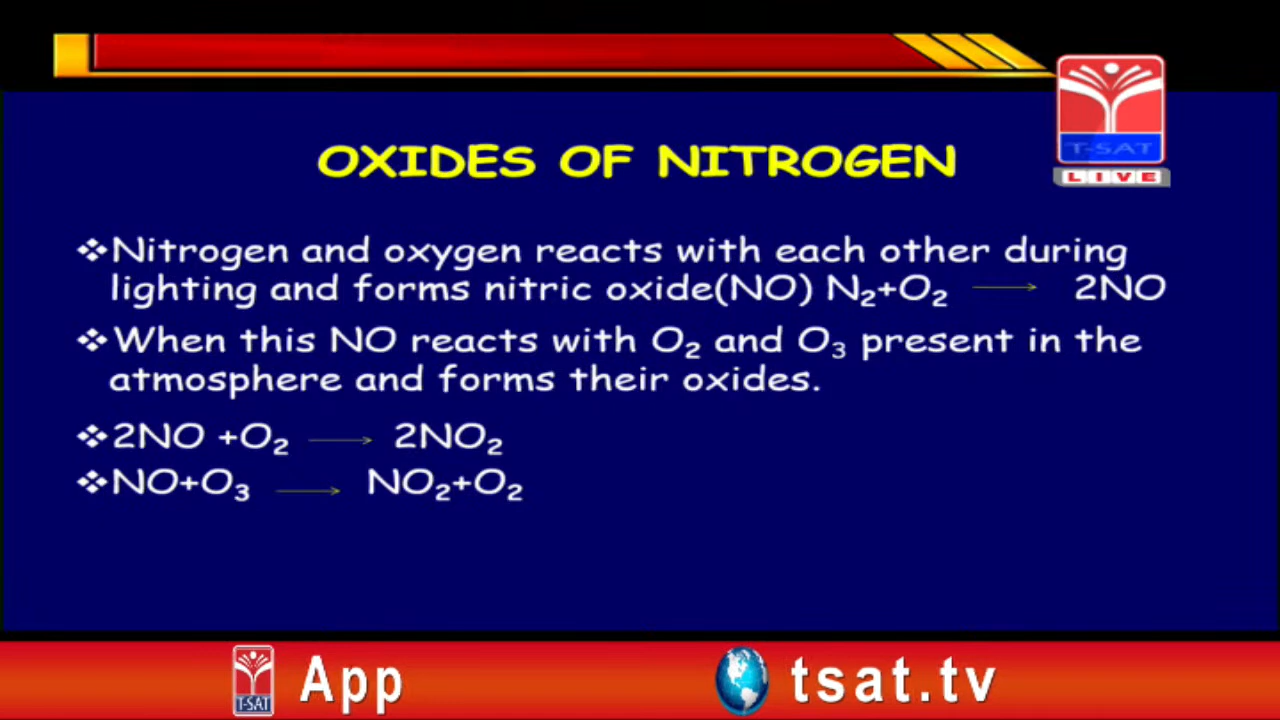 T-SAT
LIVE
OXIDES OF NITROGEN
❖Nitrogen and oxygen reacts with each other during
lighting and forms nitric oxide(NO) N₂+O₂ → 2NO
❖When this NO reacts with O₂ and O₃ present in the
atmosphere and forms their oxides.
❖2NO +O₂ → 2NO₂
❖NO+O₃ → NO₂+O₂
T-SAT App tsat.tv